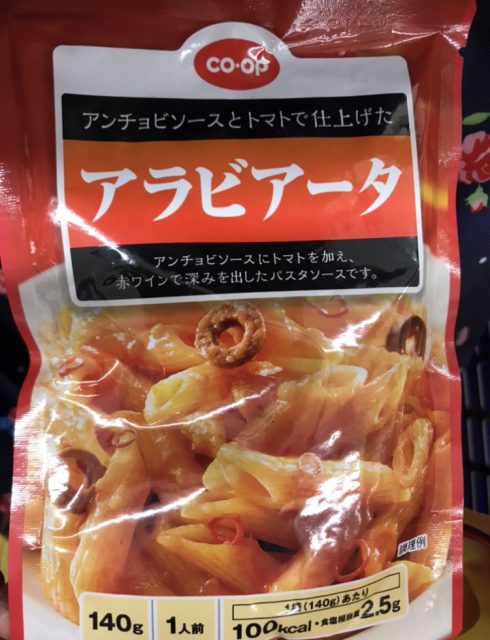 CO・OP
アンチョビソースとトマトで仕上げた
アラビアータ
アンチョビソースにトマトを加え、
赤ワインで深みを出したパスタソースです。
調理例
140g
1人前
1袋(140g)あたり
100kcal・食塩相当量2.5g